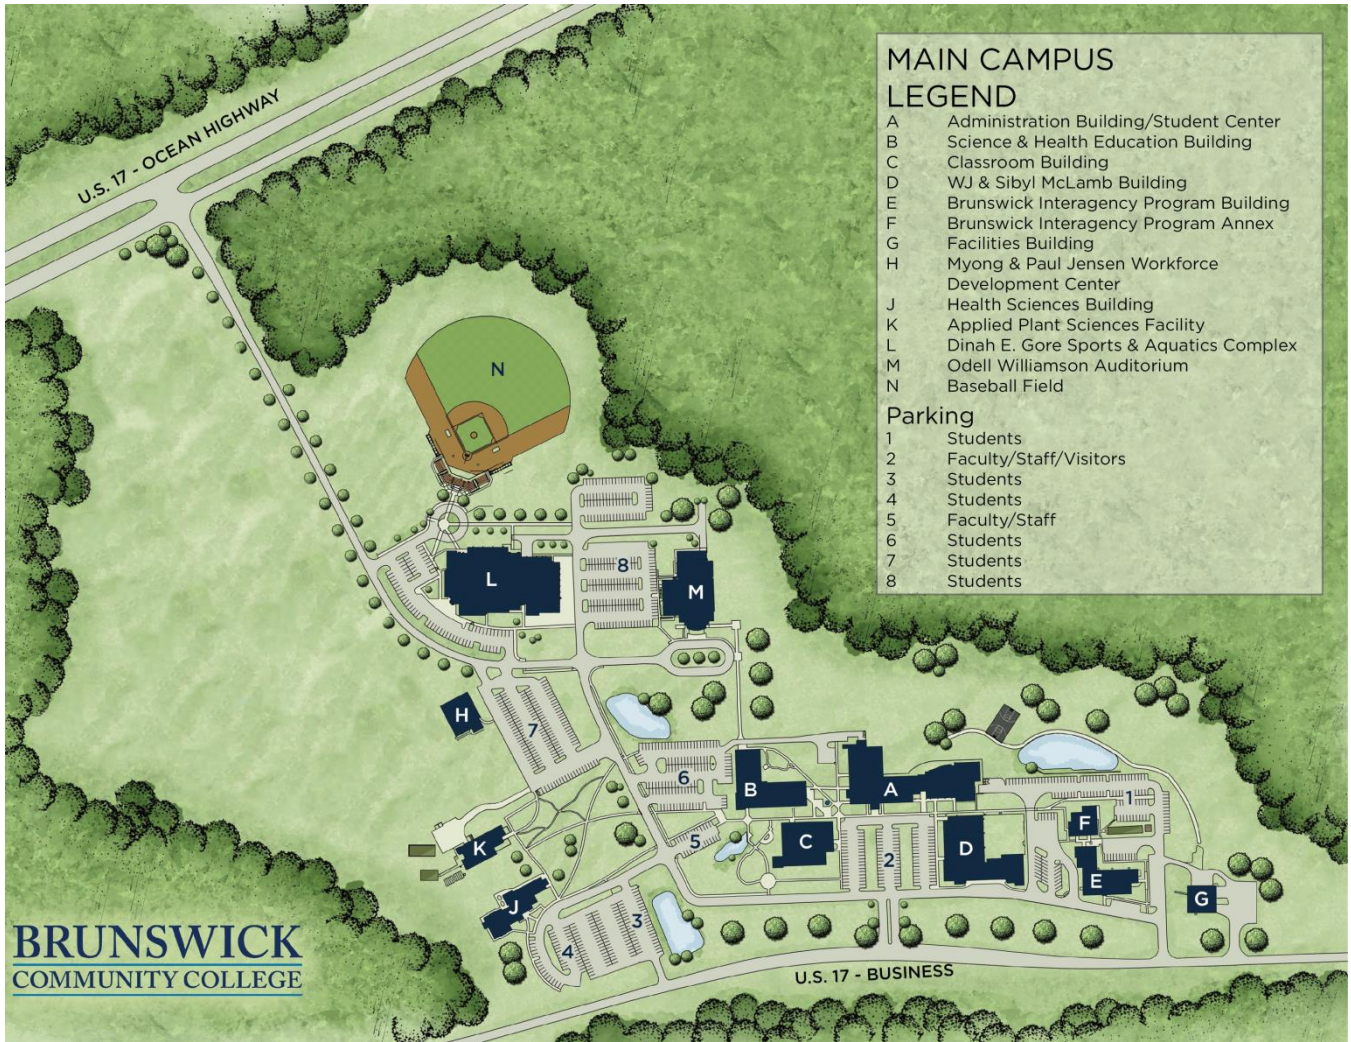 MAIN CAMPUS
LEGEND
A Administration Building/Student Center
B Science & Health Education Building
C Classroom Building
D WJ & Sibyl McLamb Building
E Brunswick Interagency Program Building
F Brunswick Interagency Program Annex
G Facilities Building
H Myong & Paul Jensen Workforce
Development Center
J Health Sciences Building
K Applied Plant Sciences Facility
L Dinah E. Gore Sports & Aquatics Complex
M Odell Williamson Auditorium
N Baseball Field
Parking
1 Students
2 Faculty/Staff/Visitors
3 Students
4 Students
5 Faculty/Staff
6 Students
7 Students
8 Students
U.S. 17 - OCEAN HIGHWAY
N
8
L
M
H
7
6
B
A
1
F
5
C
2
D
K
E
G
J
3
4
BRUNSWICK
COMMUNITY COLLEGE
U.S. 17 - BUSINESS